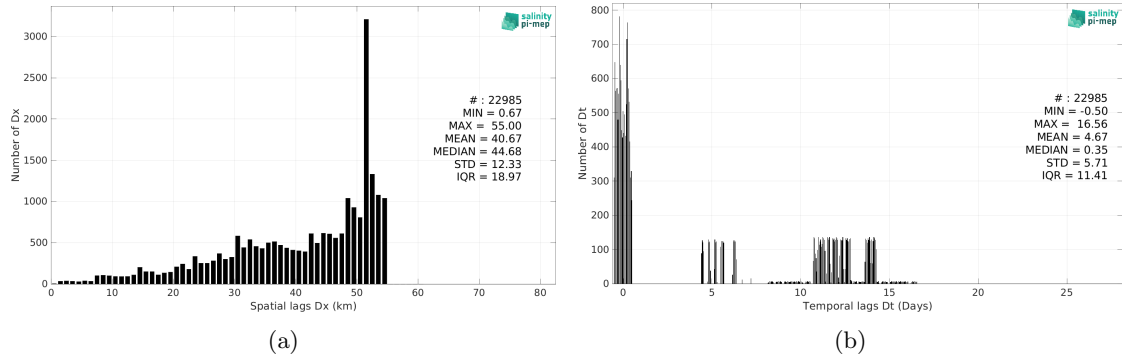 salinity
pi-mep
3000
2500
2000
1500
1000
500
0
Number of Dx
# : 22985
MIN = 0.67
MAX = 55.00
MEAN = 40.67
MEDIAN = 44.68
STD = 12.33
IQR = 18.97
0 10 20 30 40 50 60 70 80
Spatial lags Dx (km)
(a)
salinity
pi-mep
800
700
600
500
400
300
200
100
0
Number of Dt
# : 22985
MIN = -0.50
MAX = 16.56
MEAN = 4.67
MEDIAN = 0.35
STD = 5.71
IQR = 11.41
0 5 10 15 20 25
Temporal lags Dt (Days)
(b)